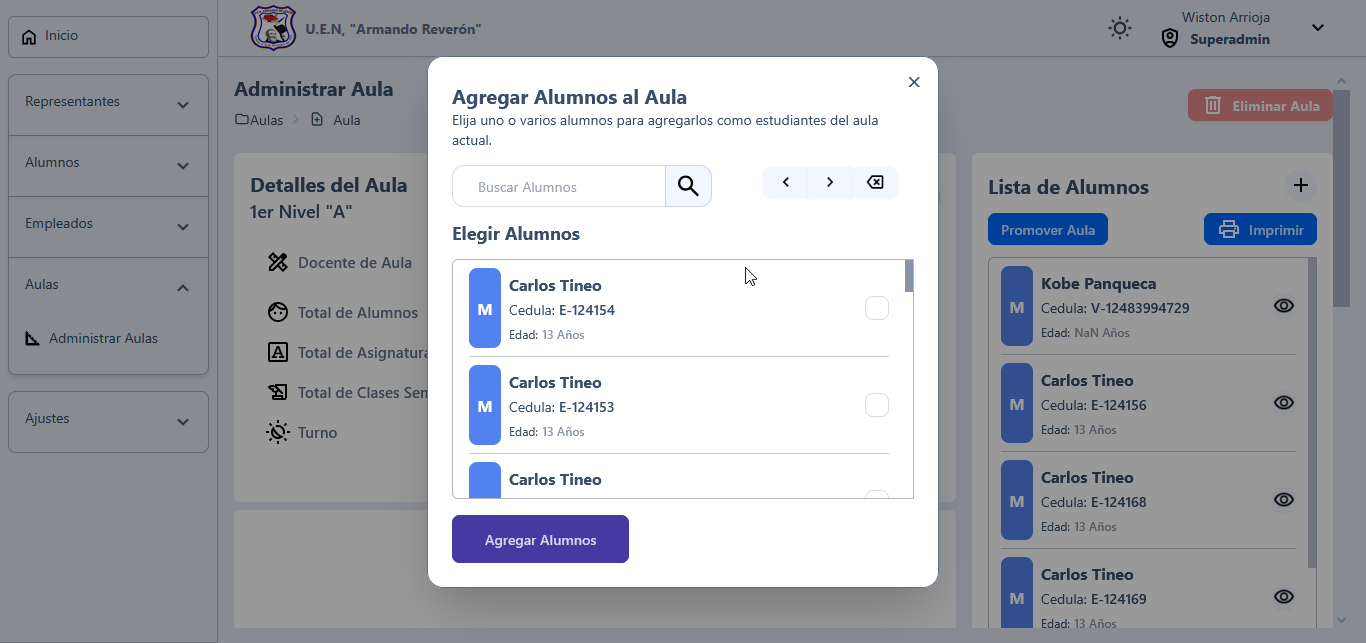 Inicio
Representantes
Alumnos
Empleados
Aulas
Administrar Aulas
Ajustes
U.E.N, "Armando Reverón"
Wiston Arrioja
Superadmin
Administrar Aula
Aulas
Aula
Eliminar Aula
Detalles del Aula
1er Nivel "A"
Docente de Aula
Total de Alumnos
Total de Asignatura
Total de Clases Sen
Turno
Agregar Alumnos al Aula
Elija uno o varios alumnos para agregarlos como estudiantes del aula
actual.
Buscar Alumnos
Elegir Alumnos
M
Carlos Tineo
Cedula: E-124154
Edad: 13 Años
M
Carlos Tineo
Cedula: E-124153
Edad: 13 Años
Carlos Tineo
Agregar Alumnos
Lista de Alumnos
Promover Aula
Imprimir
M
Kobe Panqueca
Cedula: V-12483994729
Edad: NaN Años
M
Carlos Tineo
Cedula: E-124156
Edad: 13 Años
M
Carlos Tineo
Cedula: E-124168
Edad: 13 Años
M
Carlos Tineo
Cedula: E-124169
Edad: 13 Años